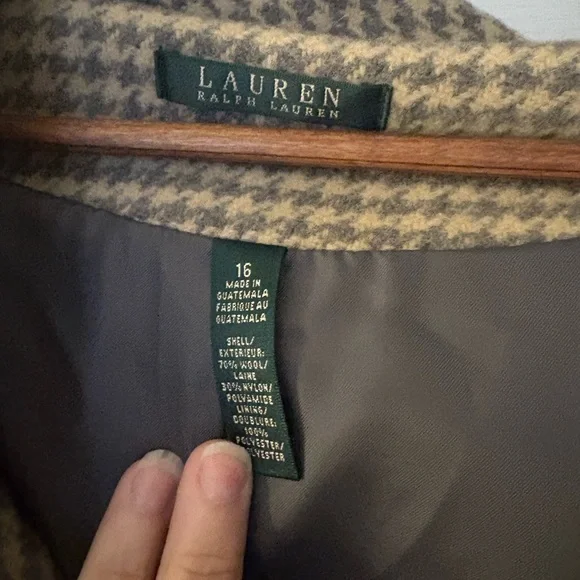 LAUREN
RALPH LAUREN
16
MADE IN
GUATEMALA
FABRIQUE AU
GUATEMALA
SHELL/
EXTERIEUR:
70% WOOL/
LAINE
30% NYLON/
POLYAMIDE
LINING/
DOUBLURE:
100%
POLYESTER/
POLYESTER